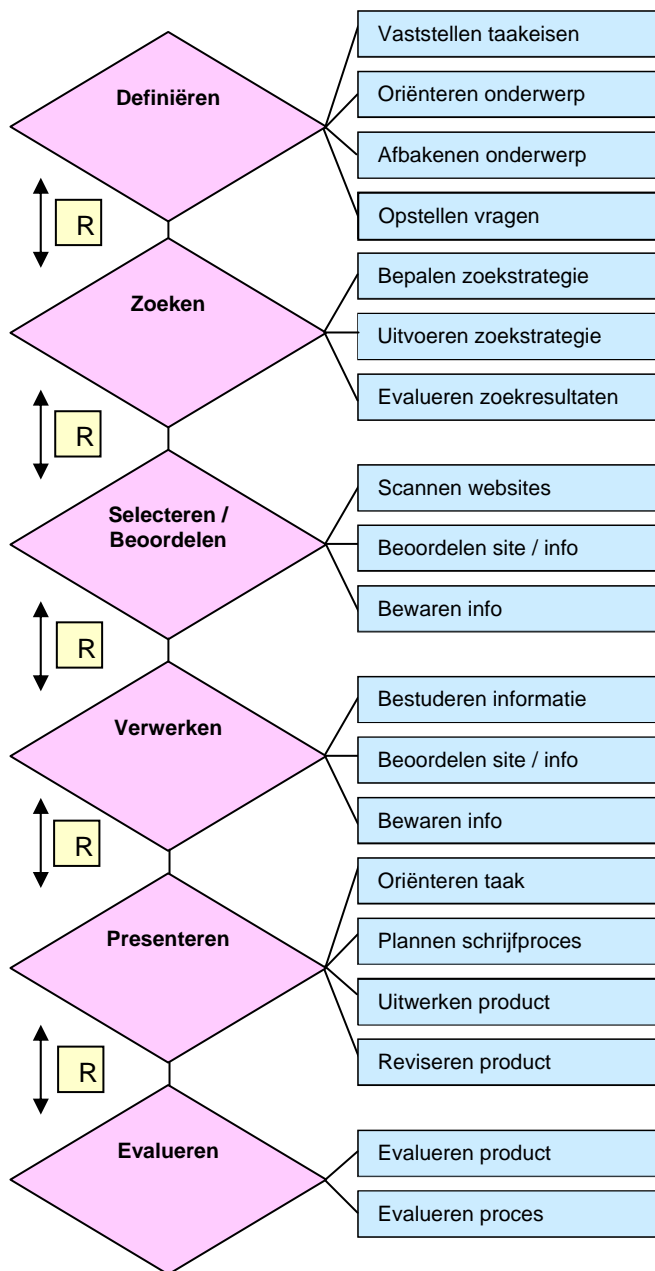 Definiëren
Vaststellen taakeisen
Oriënteren onderwerp
Afbakenen onderwerp
Opstellen vragen
R
Zoeken
Bepalen zoekstrategie
Uitvoeren zoekstrategie
Evalueren zoekresultaten
R
Selecteren /
Beoordelen
Scannen websites
Beoordelen site / info
Bewaren info
R
Verwerken
Bestuderen informatie
Beoordelen site / info
Bewaren info
R
Presenteren
Oriënteren taak
Plannen schrijfproces
Uitwerken product
Reviseren product
R
Evalueren
Evalueren product
Evalueren proces